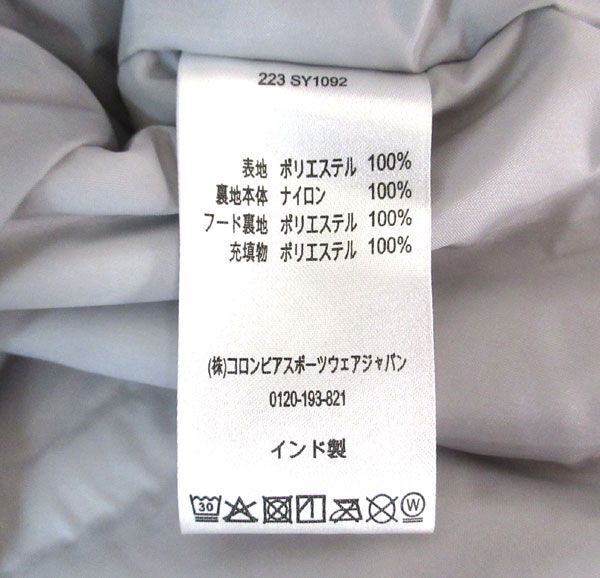 223 SY1092
表地 ポリエステル 100%
裏地本体 ナイロン 100%
フード裏地 ポリエステル 100%
充填物 ポリエステル 100%
(株)コロンビアスポーツウェアジャパン
0120-193-821
インド製
30 W